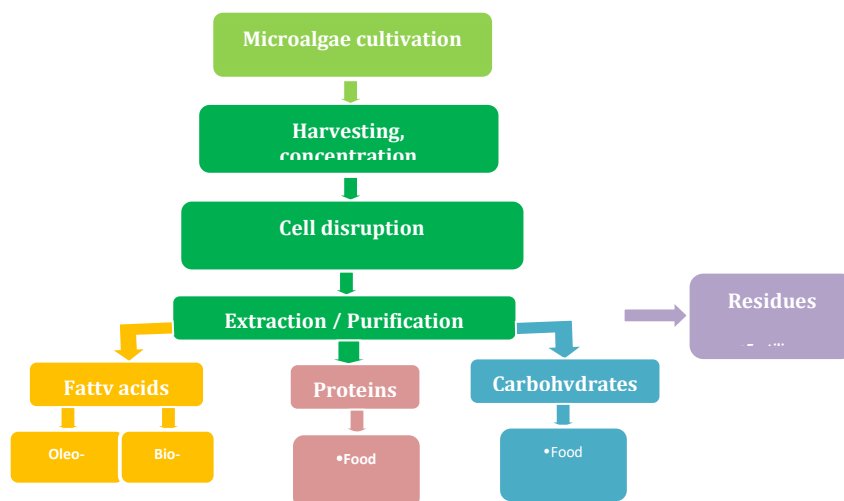 Microalgae cultivation
Harvesting,
concentration
Cell disruption
Extraction / Purification
Residues
Fatty acids
Proteins
Carbohydrates
Oleo-
Bio-
•Food
•Food